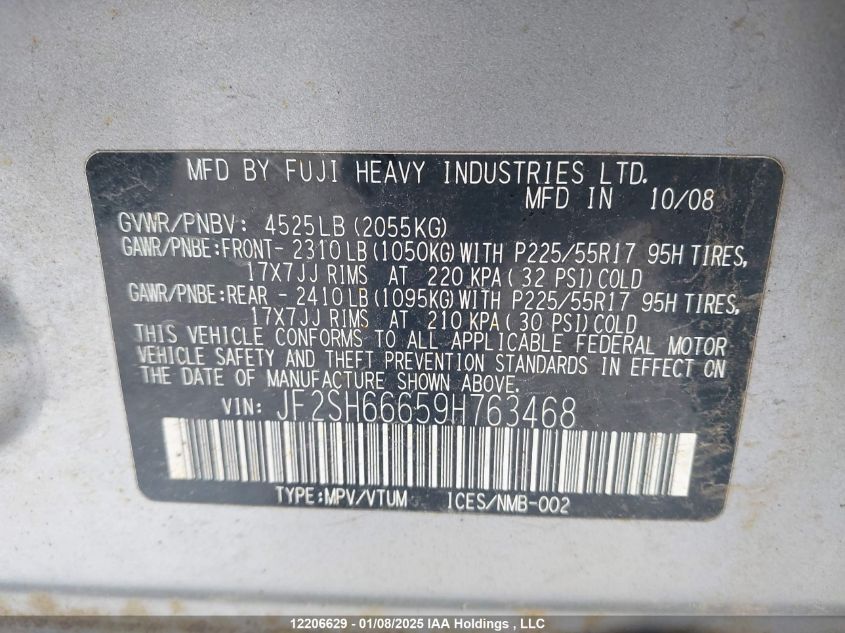 MFD BY FUJI HEAVY INDUSTRIES LTD.
MFD IN 10/08
GVWR/PNBV: 4525LB(2055KG)
GAWR/PNBE:FRONT- 2310LB(1050KG)WITH P225/55R17 95H TIRES,
17X7JJ RIMS AT 220 KPA( 32 PSI)COLD
GAWR/PNBE:REAR - 2410LB(1095KG)WITH P225/55R17 95H TIRES,
17X7JJ RIMS AT 210 KPA( 30 PSI)COLD
THIS VEHICLE CONFORMS TO ALL APPLICABLE FEDERAL MOTOR
VEHICLE SAFETY AND THEFT PREVENTION STANDARDS IN EFFECT ON
THE DATE OF MANUFACTURE SHOWN ABOVE.
VIN: JF2SH66659H763468
TYPE:MPV/VTUM ICES/NMB-002
12206629 - 01/08/2025 IAA Holdings , LLC